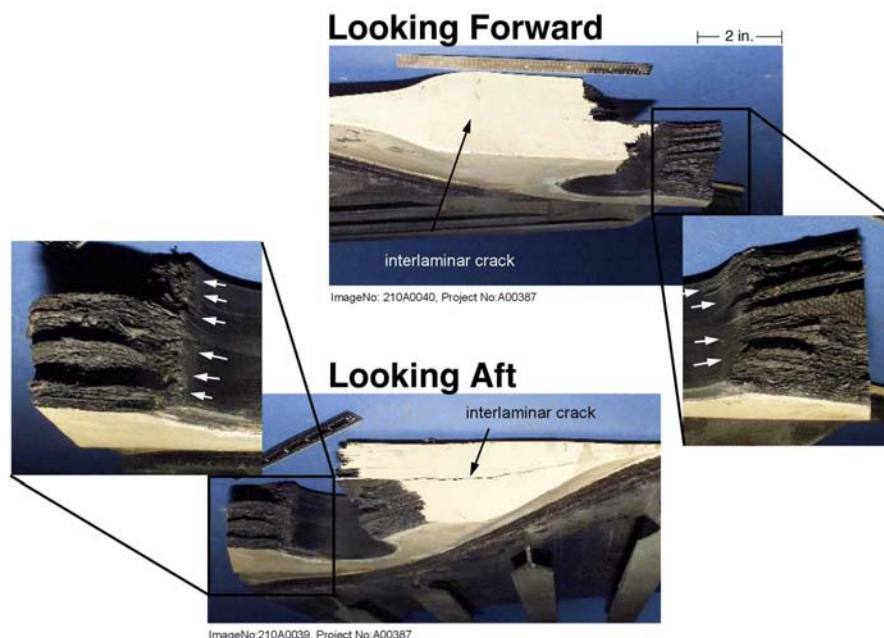 Looking Forward
2 in.
interlaminar crack
ImageNo: 210A0040, Project No:A00387
Looking Aft
interlaminar crack
ImageNo:210A0039, Project No:A00387